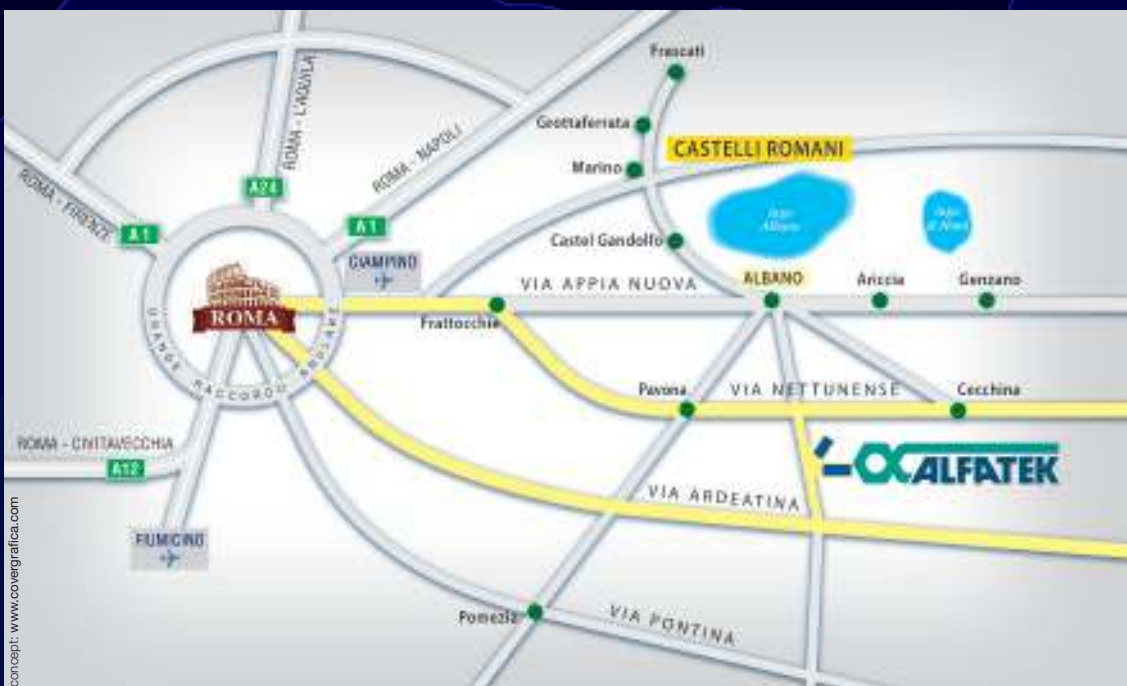 Frascati
ROMA - L'AQUILA
Grottaferrata
CASTELLI ROMANI
ROMA - NAPOLI
Marino
ROMA - FIRENZE
A24
A1
A1
Castel Gandolfo
lago
Albano
CIAMPINO
VIA APPIA NUOVA
ALBANO
Ariccia
Genzano
ROMA
Frattocchie
GRANDE RACCORDO ANULARE
Pavona
VIA NETTUNENSE
Cecchina
ROMA - CIVITAVECCHIA
A12
ALFATEK
VIA ARDEATINA
FIUMICINO
Pomezia
VIA PONTINA
concept: www.covergrafica.com